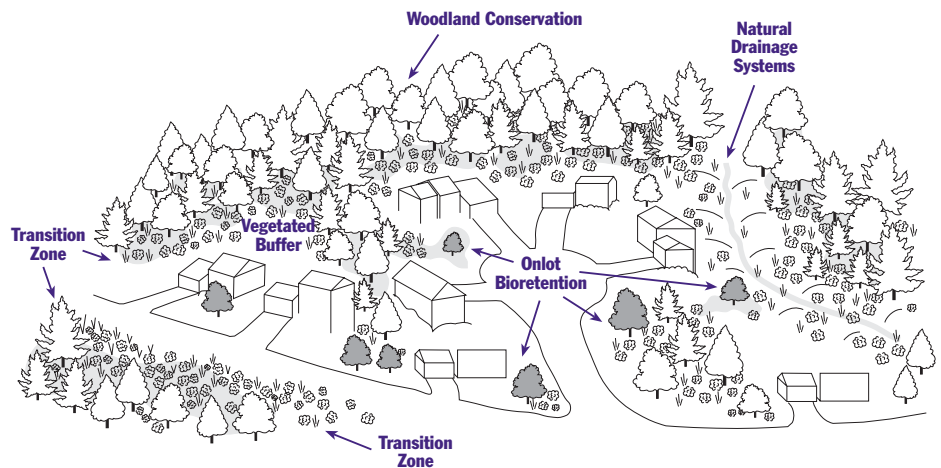 Woodland Conservation
Natural
Drainage
Systems
Vegetated
Buffer
Transition
Zone
Onlot
Bioretention
Transition
Zone